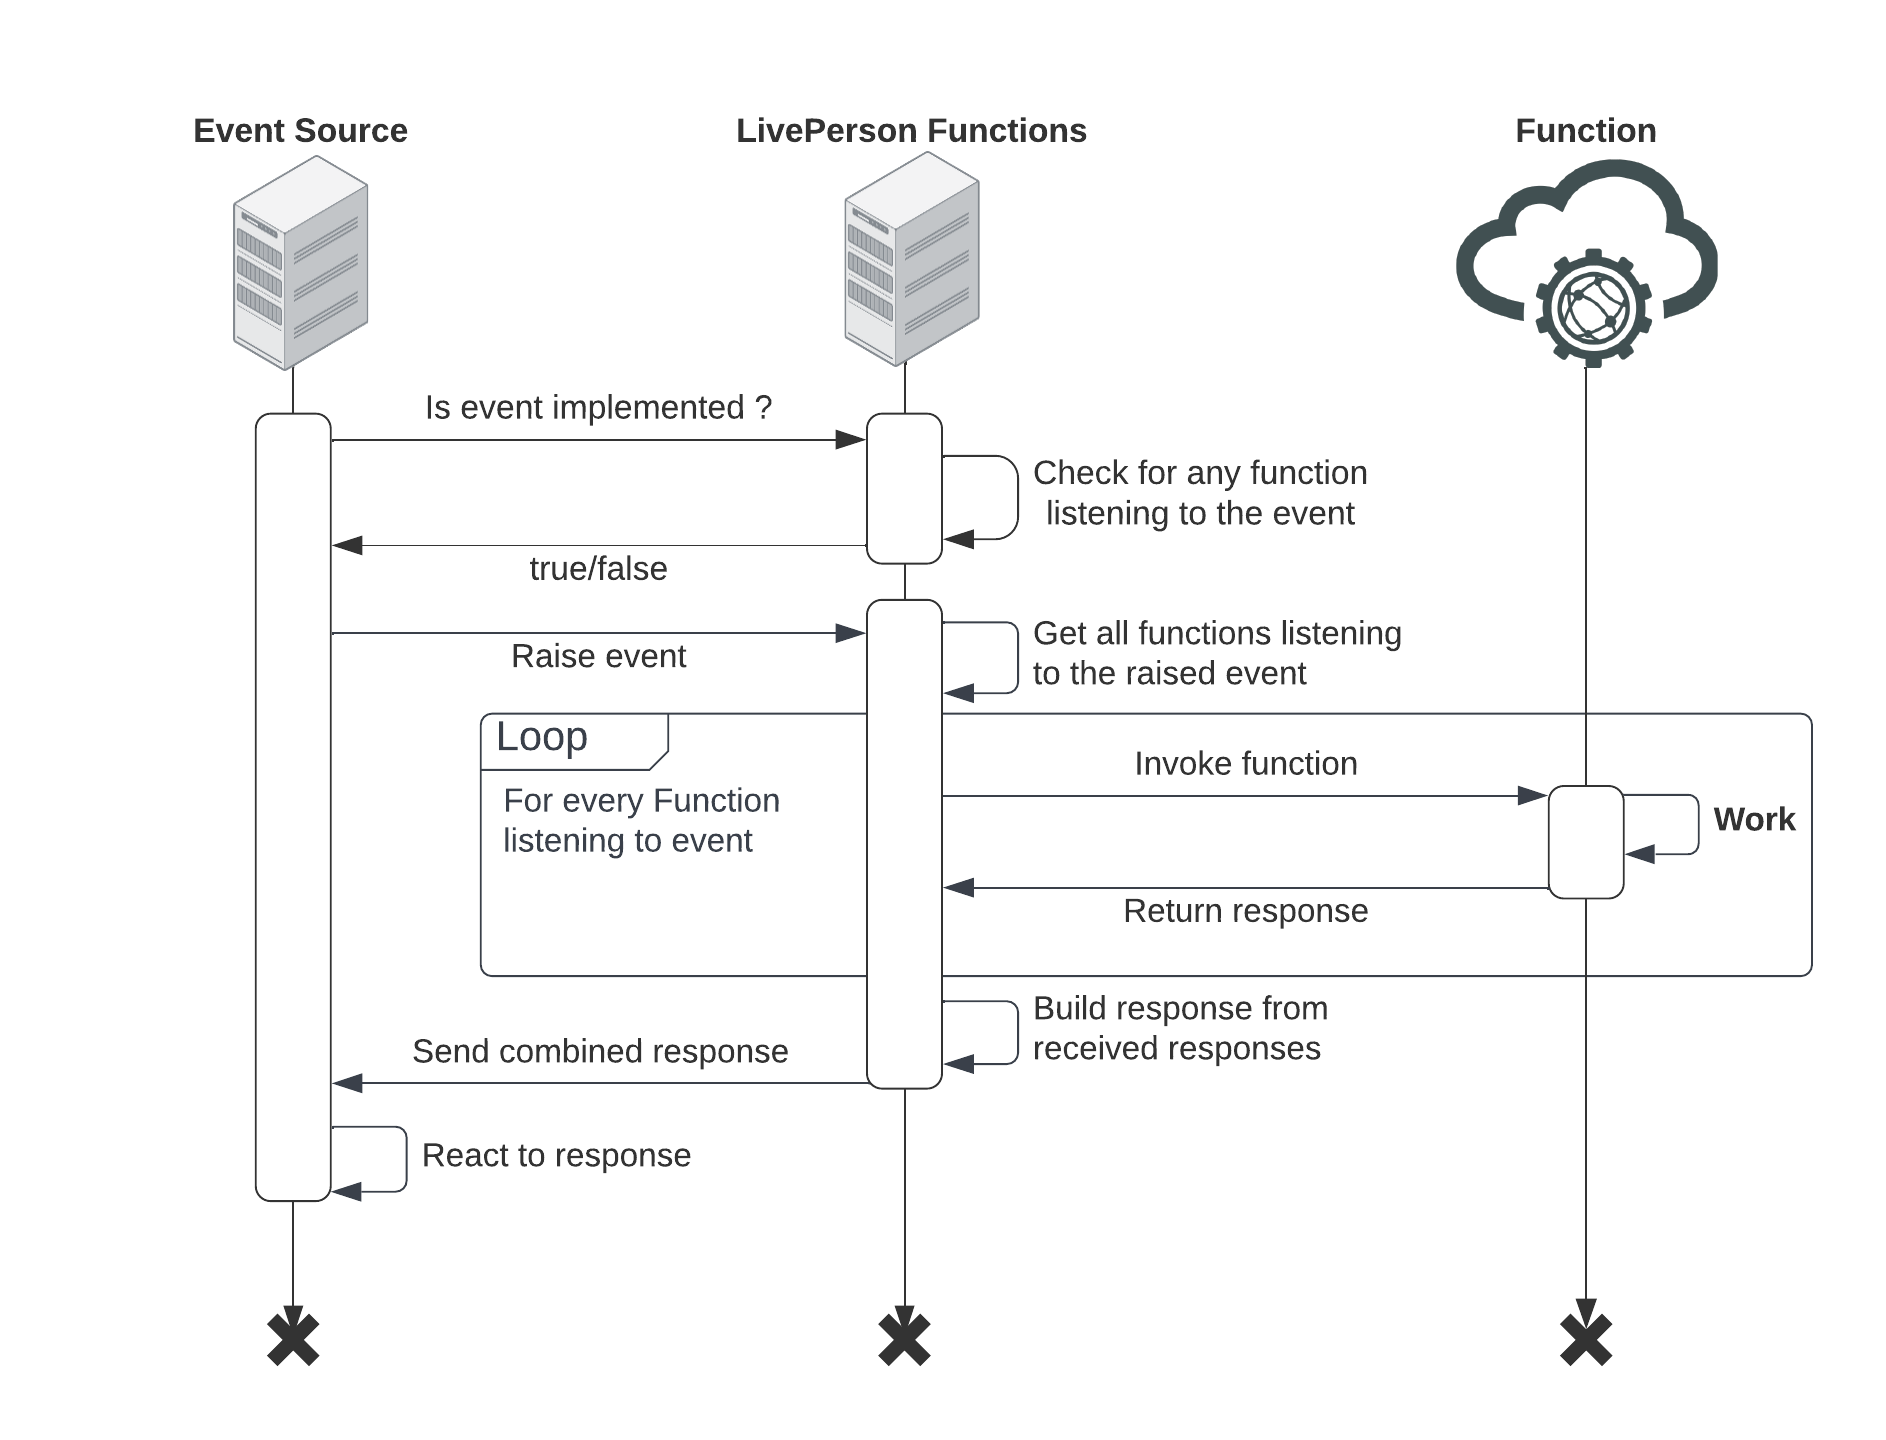 Event Source
LivePerson Functions
Function
Is event implemented ?
Check for any function
listening to the event
true/false
Raise event
Get all functions listening
to the raised event
Loop
For every Function
listening to event
Invoke function
Work
Return response
Build response from
received responses
Send combined response
React to response